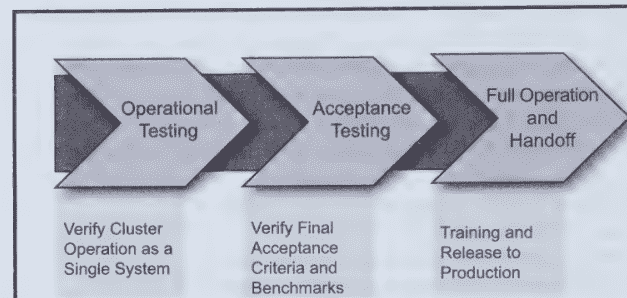 Operational
Testing
Acceptance
Testing
Full Operation
and
Handoff
Verify Cluster
Operation as a
Single System
Verify Final
Acceptance
Criteria and
Benchmarks
Training and
Release to
Production